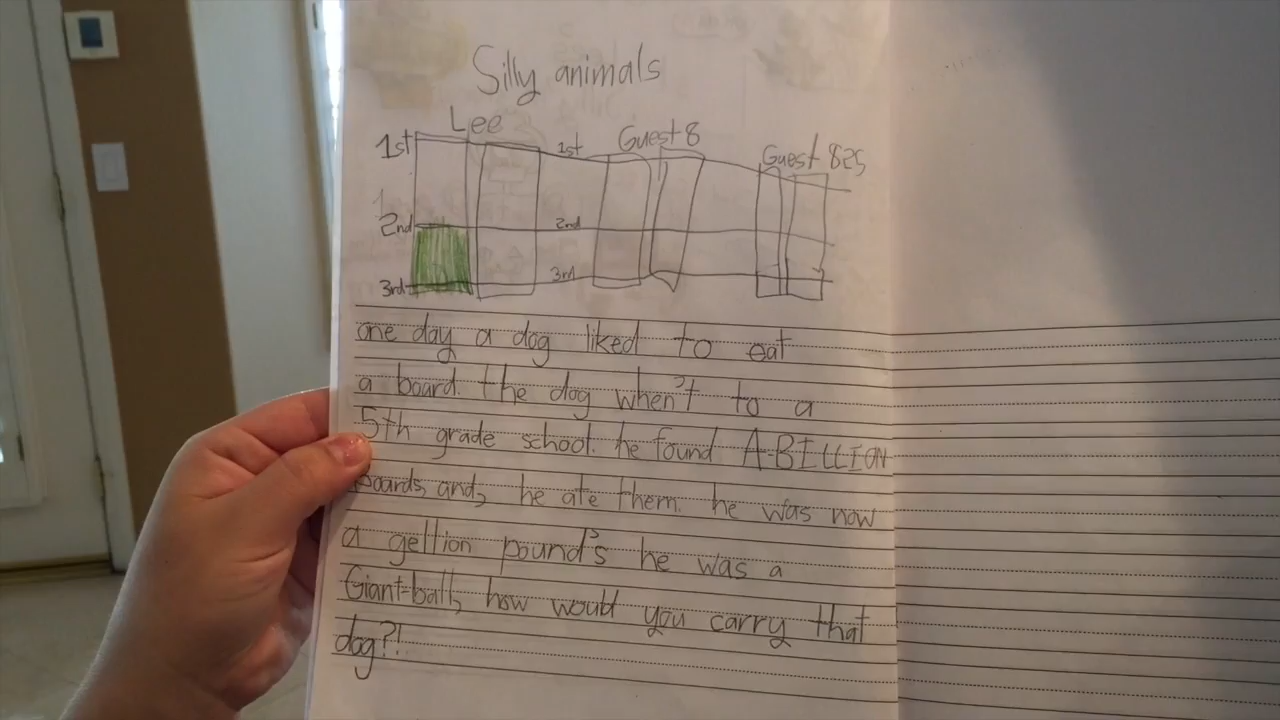 Silly animals
Lee
Guest 8
Guest 825
1st
1st
2nd
2nd
3rd
3rd
one day a dog liked to eat
a board. the dog when't to a
5th grade school. he found A-BILLION
boards, and, he ate them. he was now
a gellion pound's he was a
Giant-ball, how would you carry that
dog?!